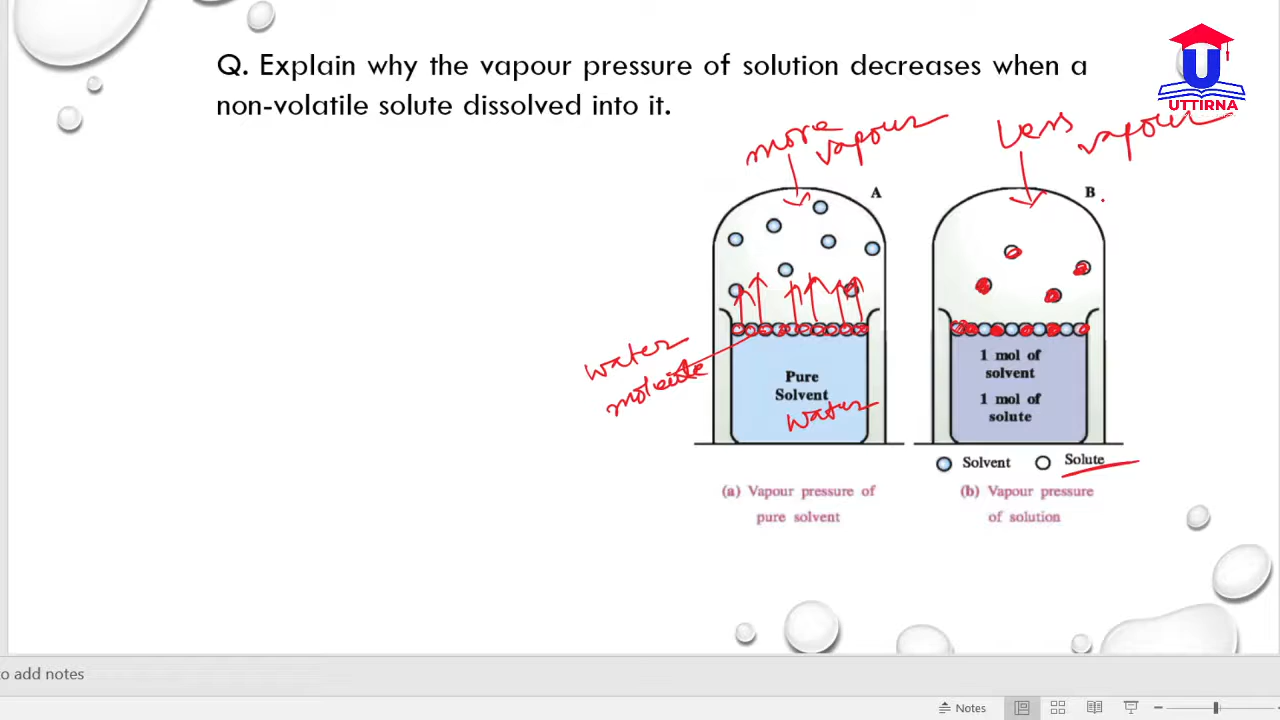 Q. Explain why the vapour pressure of solution decreases when a
non-volatile solute dissolved into it.
U
UTTIRNA
more
vapour
Less
vapour
A
B
water
molecule
Pure
Solvent
water
1 mol of
solvent
1 mol of
solute
Solvent
Solute
(a) Vapour pressure of
pure solvent
(b) Vapour pressure
of solution
to add notes
Notes